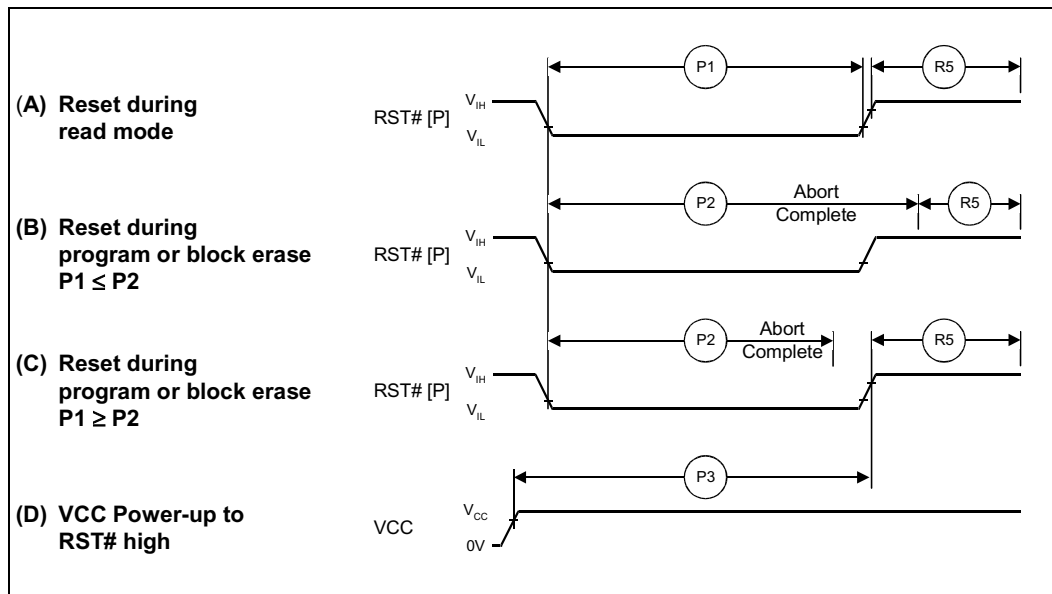 P1
R5
(A) Reset during
read mode
RST# [P]
VIH
VIL
P2
Abort
Complete
R5
(B) Reset during
program or block erase
P1 ≤ P2
RST# [P]
VIH
VIL
P2
Abort
Complete
R5
(C) Reset during
program or block erase
P1 ≥ P2
RST# [P]
VIH
VIL
P3
(D) VCC Power-up to
RST# high
VCC
VCC
0V